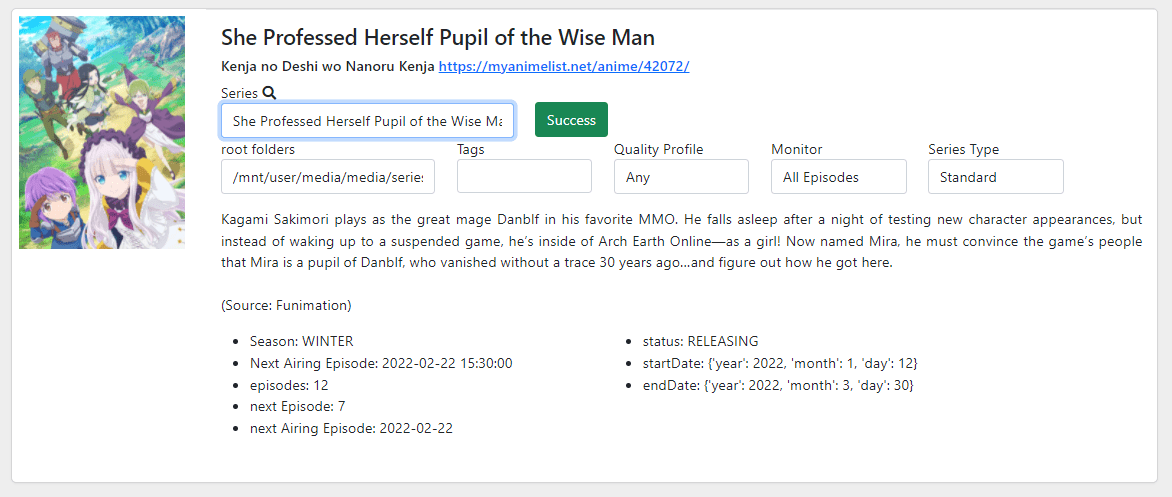 She Professed Herself Pupil of the Wise Man
Kenja no Deshi wo Nanoru Kenja https://myanimelist.net/anime/42072/
Series
She Professed Herself Pupil of the Wise Ma
Success
root folders
Tags
Quality Profile
Monitor
Series Type
/mnt/user/media/media/series
Any
All Episodes
Standard
Kagami Sakimori plays as the great mage Danblf in his favorite MMO. He falls asleep after a night of testing new character appearances, but
instead of waking up to a suspended game, he's inside of Arch Earth Online—as a girl! Now named Mira, he must convince the game's people
that Mira is a pupil of Danblf, who vanished without a trace 30 years ago...and figure out how he got here.
(Source: Funimation)
Season: WINTER
Next Airing Episode: 2022-02-22 15:30:00
episodes: 12
next Episode: 7
next Airing Episode: 2022-02-22
status: RELEASING
startDate: {'year': 2022, 'month': 1, 'day': 12}
endDate: {'year': 2022, 'month': 3, 'day': 30}